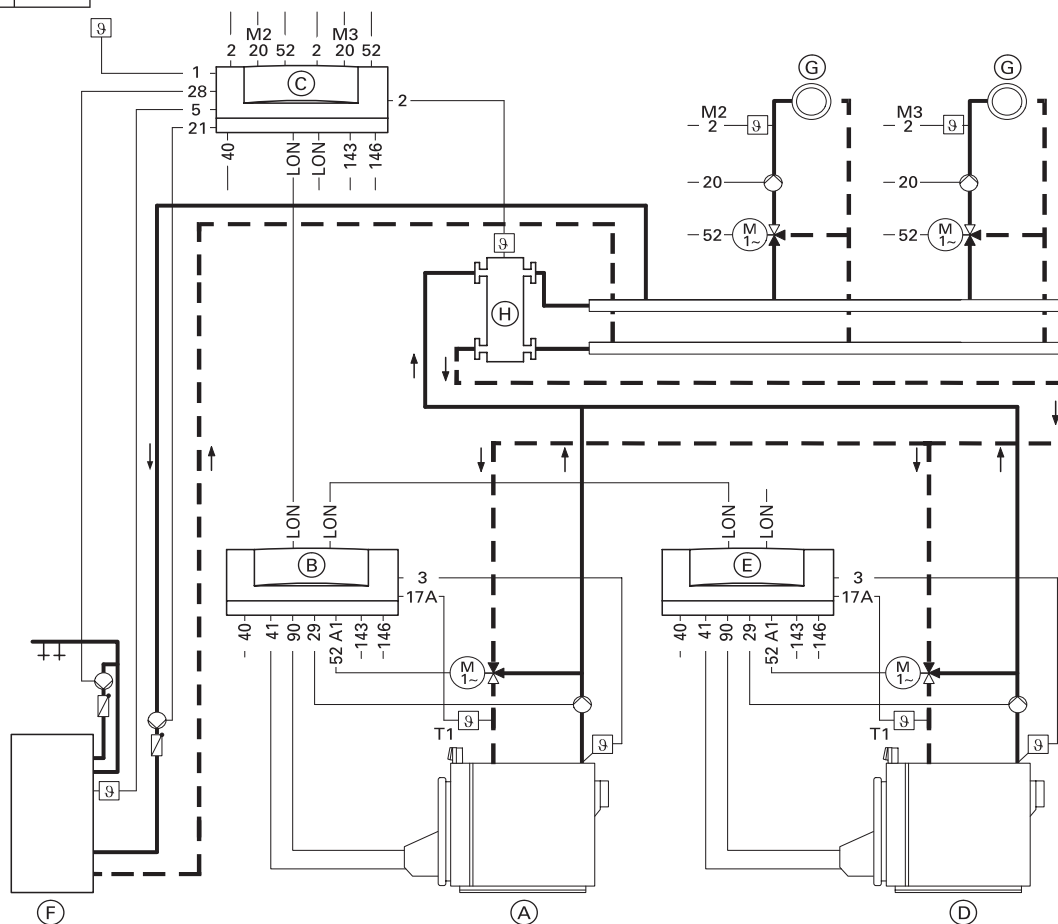 ϑ
M2 M3
2 20 52 2 20 52
1
28
5
21
C
2
40 LON LON 143 146
G G
M2
2 ϑ
M3
2 ϑ
20 20
52 M
1~
52 M
1~
ϑ
H
LON LON LON LON
B E
3
17A
3
17A
40 41 90 29 52 A1 143 146
40 41 90 29 52 A1 143 146
M
1~
M
1~
T1 ϑ
T1 ϑ
ϑ ϑ
ϑ
F A D